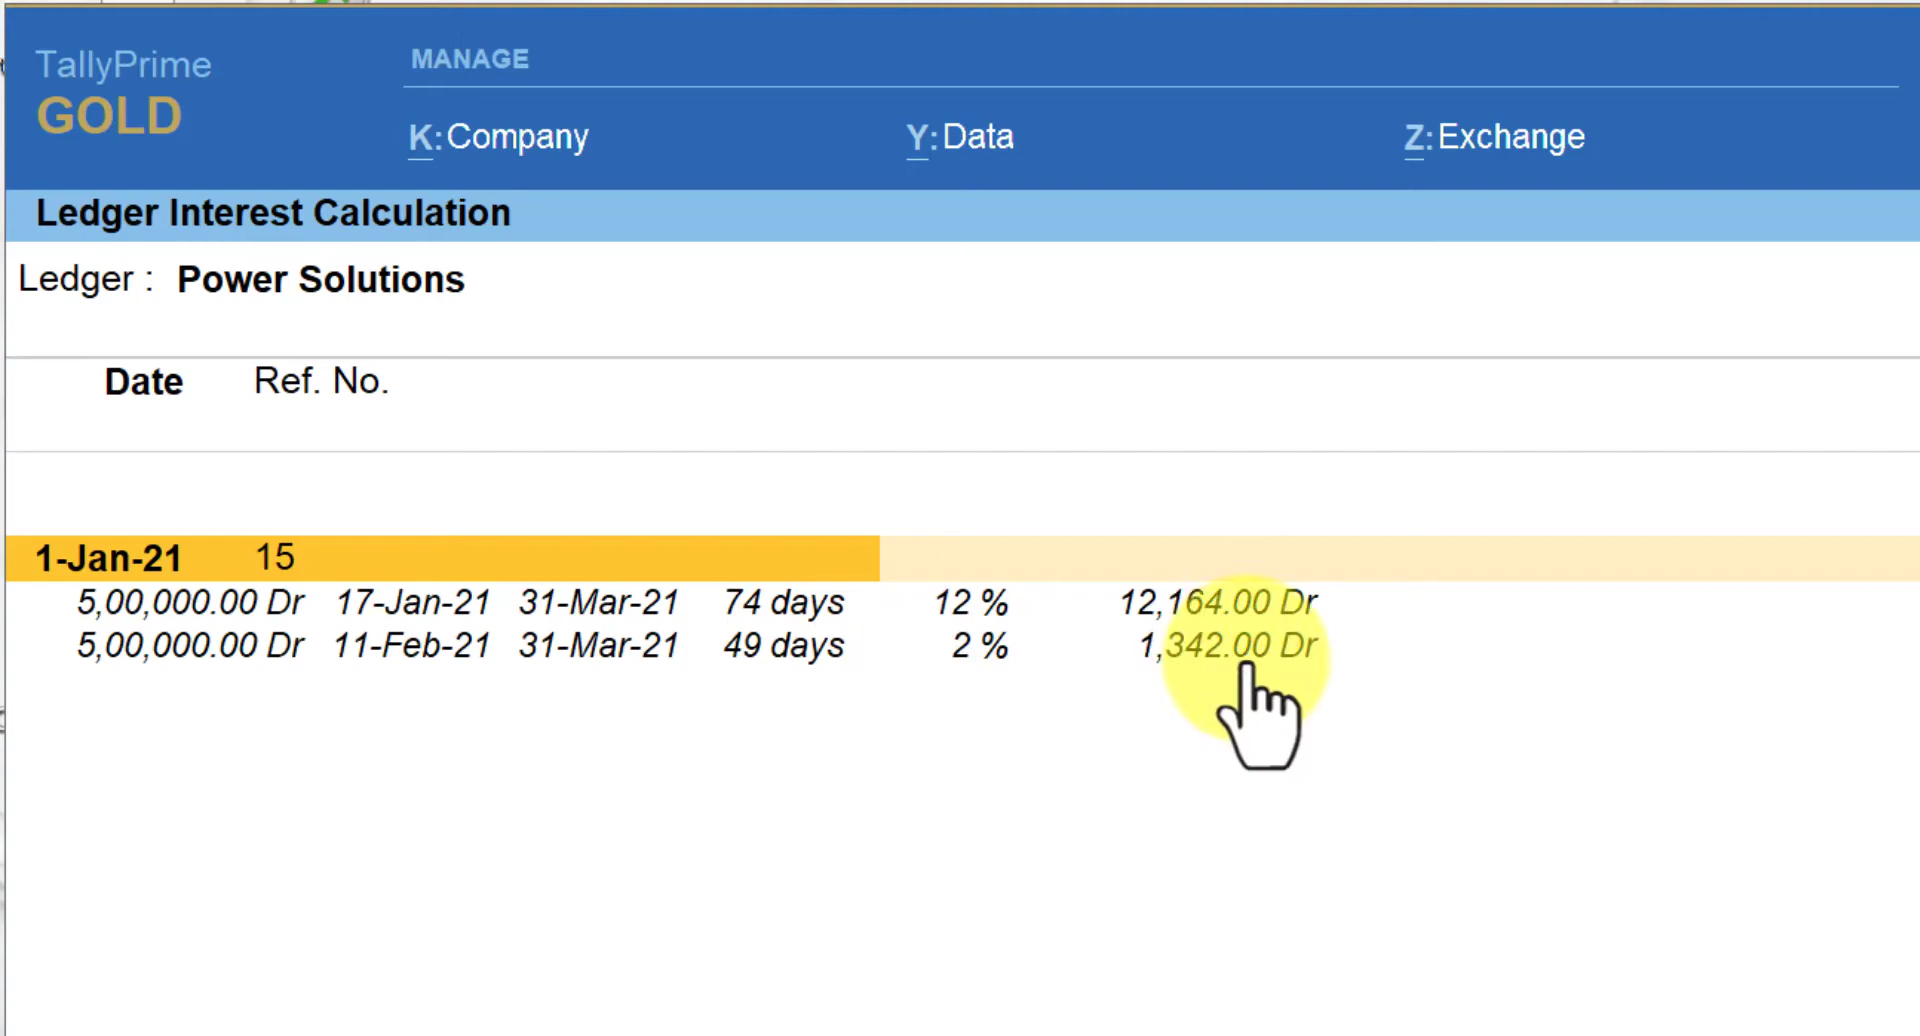 TallyPrime
GOLD
MANAGE
K:Company Y:Data Z:Exchange
Ledger Interest Calculation
Ledger : Power Solutions
Date Ref. No.
1-Jan-21 15
5,00,000.00 Dr 17-Jan-21 31-Mar-21 74 days 12 % 12,164.00 Dr
5,00,000.00 Dr 11-Feb-21 31-Mar-21 49 days 2 % 1,342.00 Dr